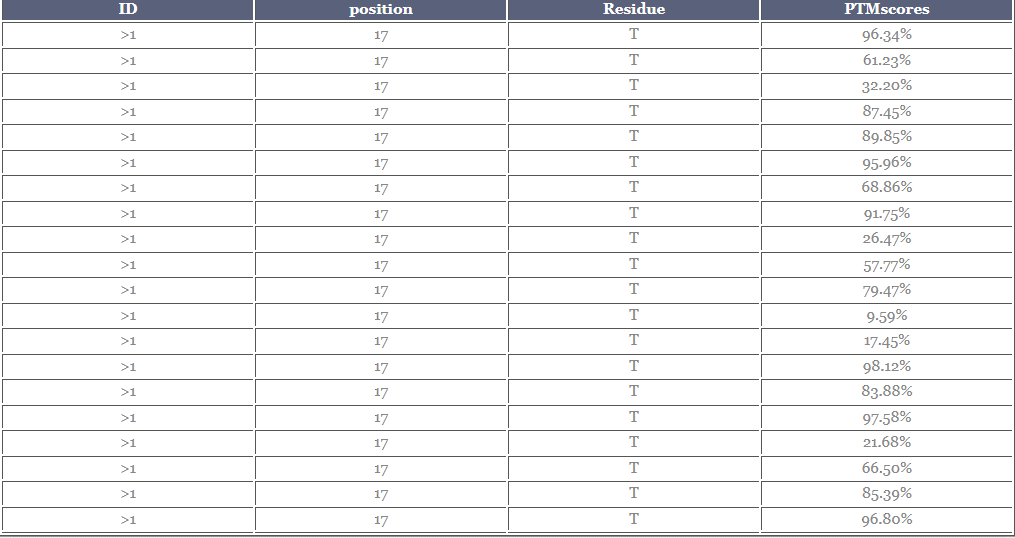 ID position Residue PTMscores
>1 17 T 96.34%
>1 17 T 61.23%
>1 17 T 32.20%
>1 17 T 87.45%
>1 17 T 89.85%
>1 17 T 95.96%
>1 17 T 68.86%
>1 17 T 91.75%
>1 17 T 26.47%
>1 17 T 57.77%
>1 17 T 79.47%
>1 17 T 9.59%
>1 17 T 17.45%
>1 17 T 98.12%
>1 17 T 83.88%
>1 17 T 97.58%
>1 17 T 21.68%
>1 17 T 66.50%
>1 17 T 85.39%
>1 17 T 96.80%